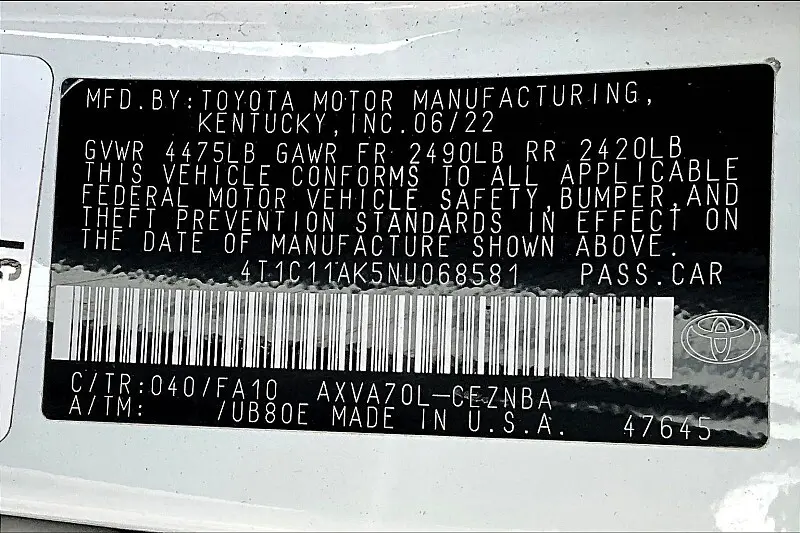 MFD.BY:TOYOTA MOTOR MANUFACTURING,
KENTUCKY,INC.06/22
GVWR 4475LB GAWR FR 2490LB RR 2420LB
THIS VEHICLE CONFORMS TO ALL APPLICABLE
FEDERAL MOTOR VEHICLE SAFETY,BUMPER,AND
THEFT PREVENTION STANDARDS IN EFFECT ON
THE DATE OF MANUFACTURE SHOWN ABOVE.
4T1C11AK5NU068581 PASS.CAR
C/TR:040/FA10 AXVA70L-CEZNBA
A/TM: /UB80E MADE IN U.S.A. 47645